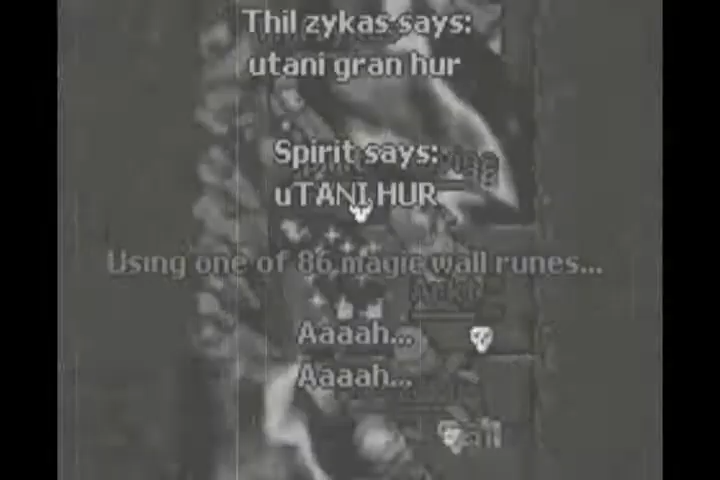 Thil zykas says:
utani gran hur
Spirit says:
uTANI HUR
Using one of 86 magic wall runes...
Aaaah...
Aaaah...